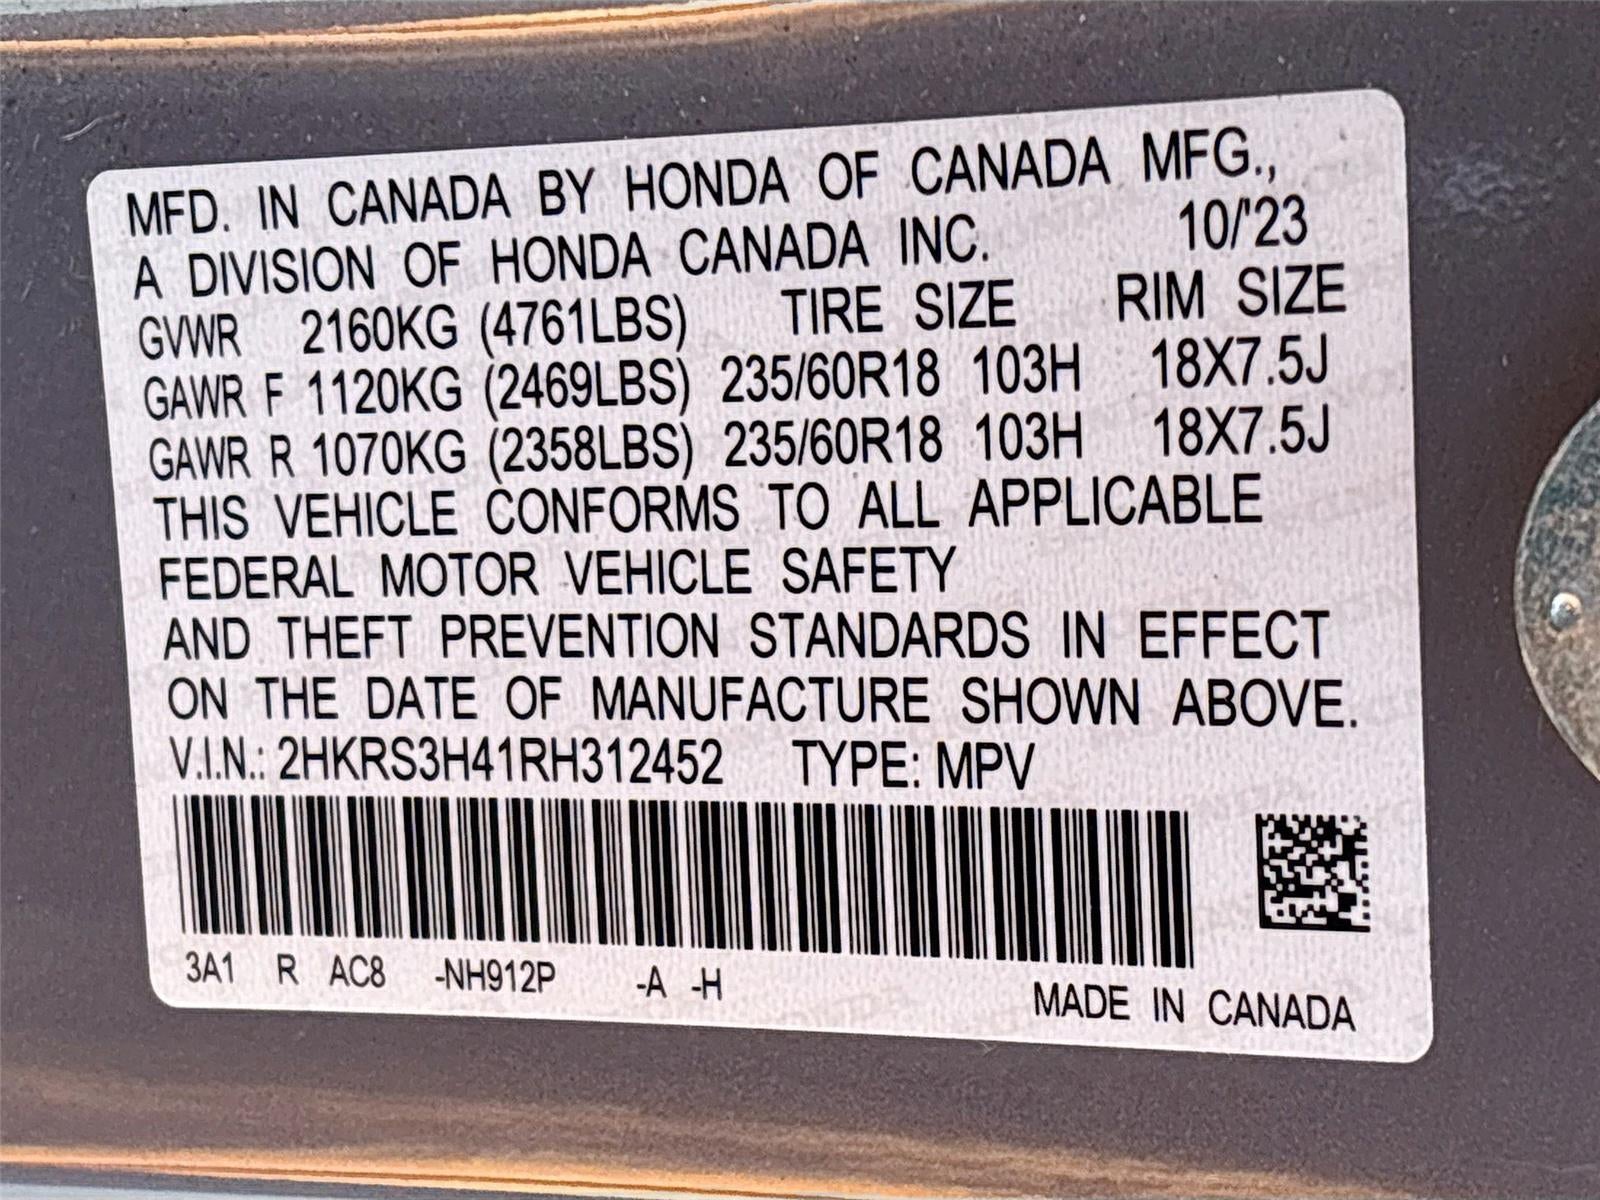 MFD. IN CANADA BY HONDA OF CANADA MFG.,
A DIVISION OF HONDA CANADA INC. 10/'23
GVWR 2160KG (4761LBS) TIRE SIZE RIM SIZE
GAWR F 1120KG (2469LBS) 235/60R18 103H 18X7.5J
GAWR R 1070KG (2358LBS) 235/60R18 103H 18X7.5J
THIS VEHICLE CONFORMS TO ALL APPLICABLE
FEDERAL MOTOR VEHICLE SAFETY
AND THEFT PREVENTION STANDARDS IN EFFECT
ON THE DATE OF MANUFACTURE SHOWN ABOVE.
V.I.N.: 2HKRS3H41RH312452 TYPE: MPV
3A1 R AC8 -NH912P -A -H
MADE IN CANADA